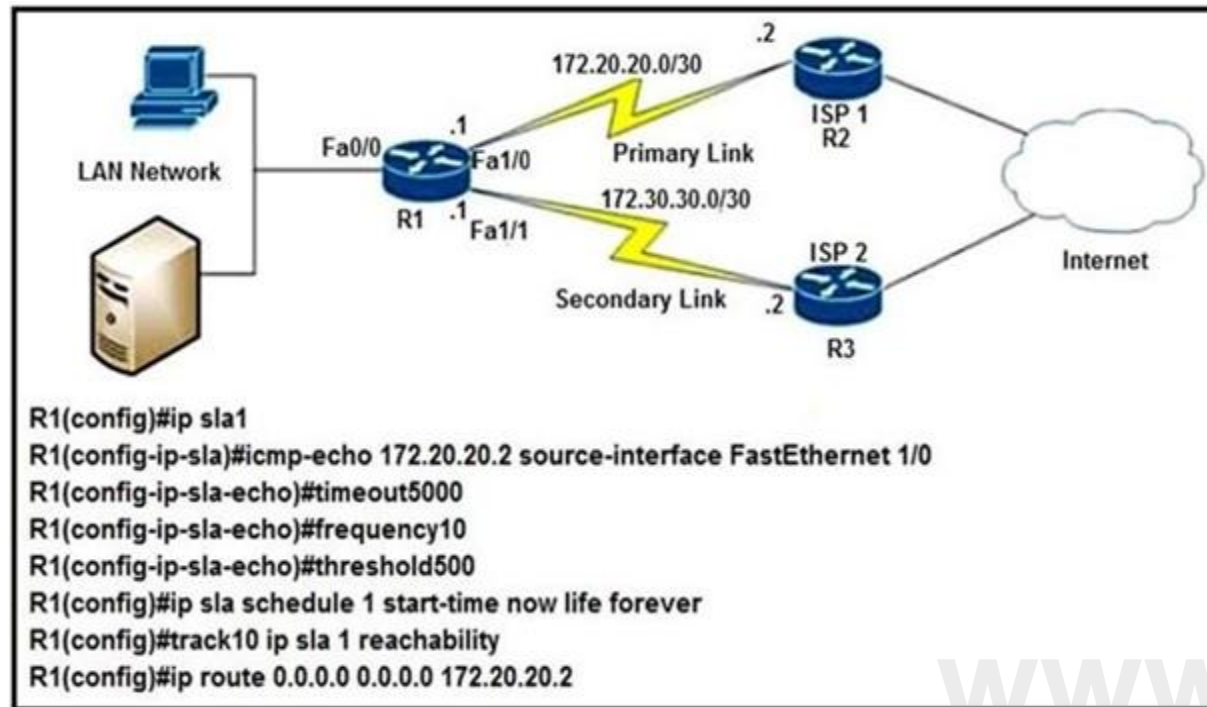 .2
172.20.20.0/30
ISP 1
R2
.1
Fa0/0
Fa1/0
Primary Link
LAN Network
172.30.30.0/30
R1
.1
Fa1/1
ISP 2
Internet
Secondary Link
.2
R3
R1(config)#ip sla1
R1(config-ip-sla)#icmp-echo 172.20.20.2 source-interface FastEthernet 1/0
R1(config-ip-sla-echo)#timeout5000
R1(config-ip-sla-echo)#frequency10
R1(config-ip-sla-echo)#threshold500
R1(config)#ip sla schedule 1 start-time now life forever
R1(config)#track10 ip sla 1 reachability
R1(config)#ip route 0.0.0.0 0.0.0.0 172.20.20.2
www